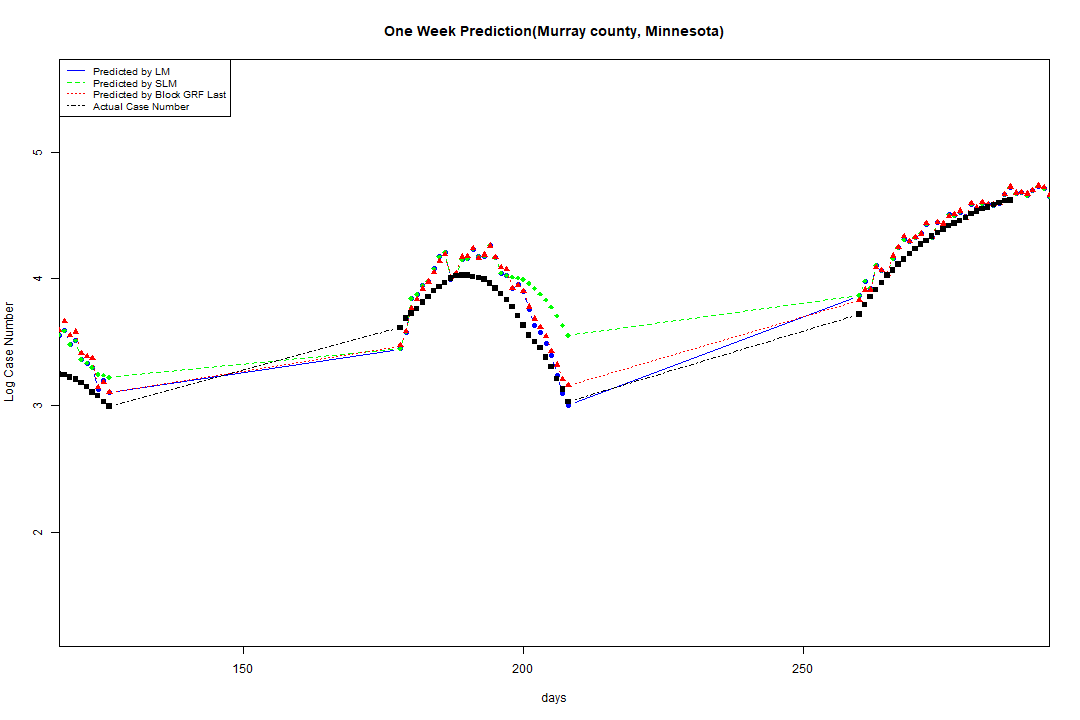 One Week Prediction(Murray county, Minnesota)
Predicted by LM
Predicted by SLM
Predicted by Block GRF Last
Actual Case Number
5
4
3
2
Log Case Number
150
200
250
days